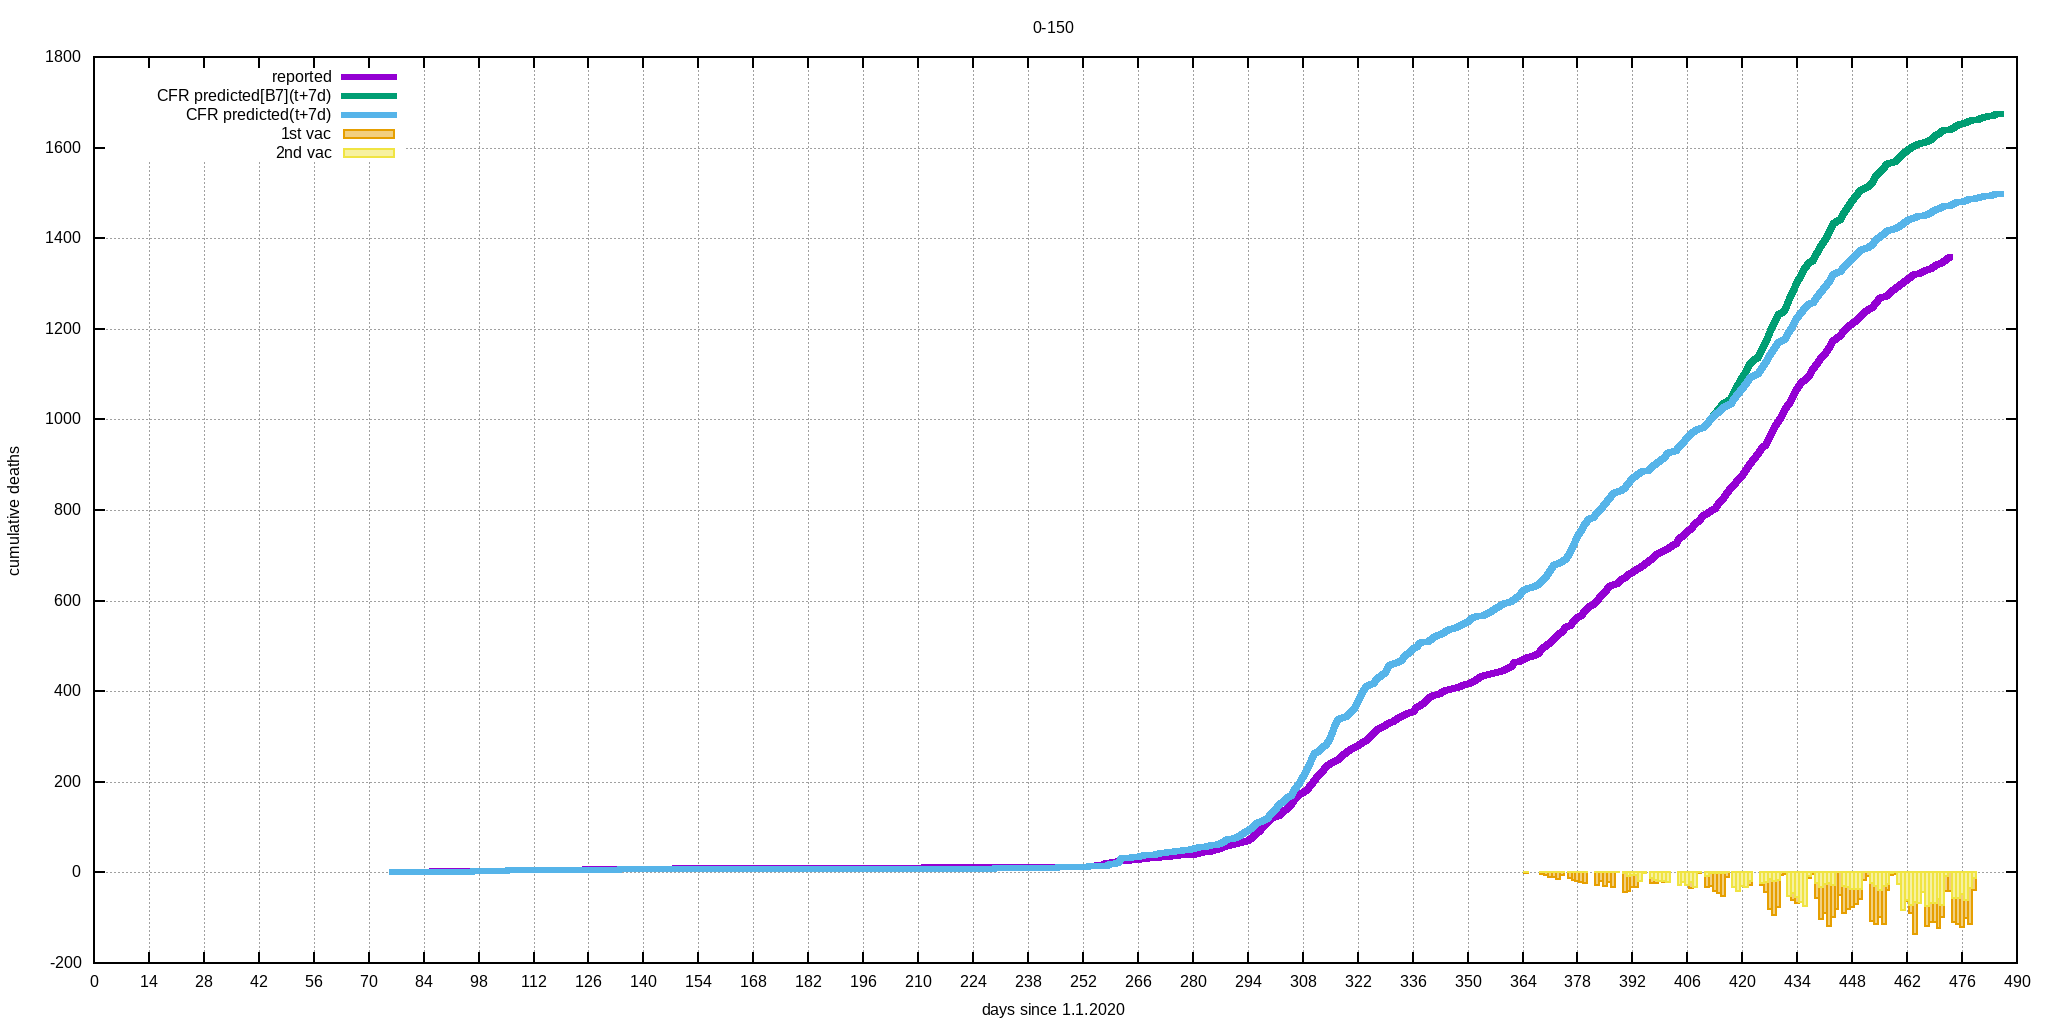 0-150
1800
1600
1400
1200
1000
800
600
400
200
0
-200
cumulative deaths
reported
CFR predicted[B7](t+7d)
CFR predicted(t+7d)
1st vac
2nd vac
0 14 28 42 56 70 84 98 112 126 140 154 168 182 196 210 224 238 252 266 280 294 308 322 336 350 364 378 392 406 420 434 448 462 476 490
days since 1.1.2020